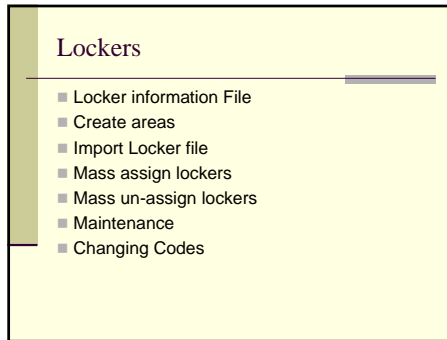 Lockers
Locker information File
Create areas
Import Locker file
Mass assign lockers
Mass un-assign lockers
Maintenance
Changing Codes